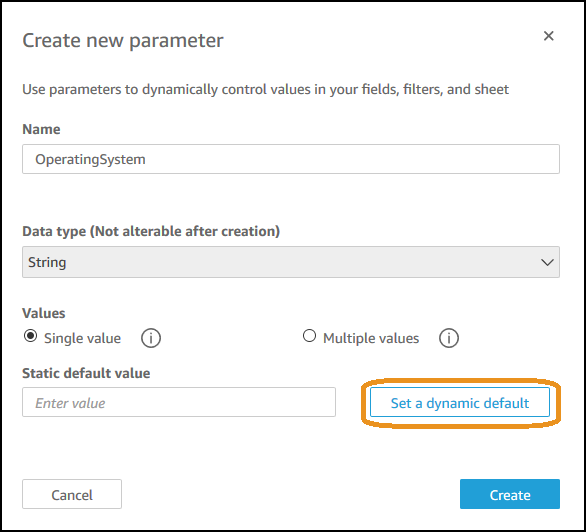 Create new parameter
Use parameters to dynamically control values in your fields, filters, and sheet
Name
OperatingSystem
Data type (Not alterable after creation)
String
Values
Single value
Multiple values
Static default value
Enter value
Set a dynamic default
Cancel
Create